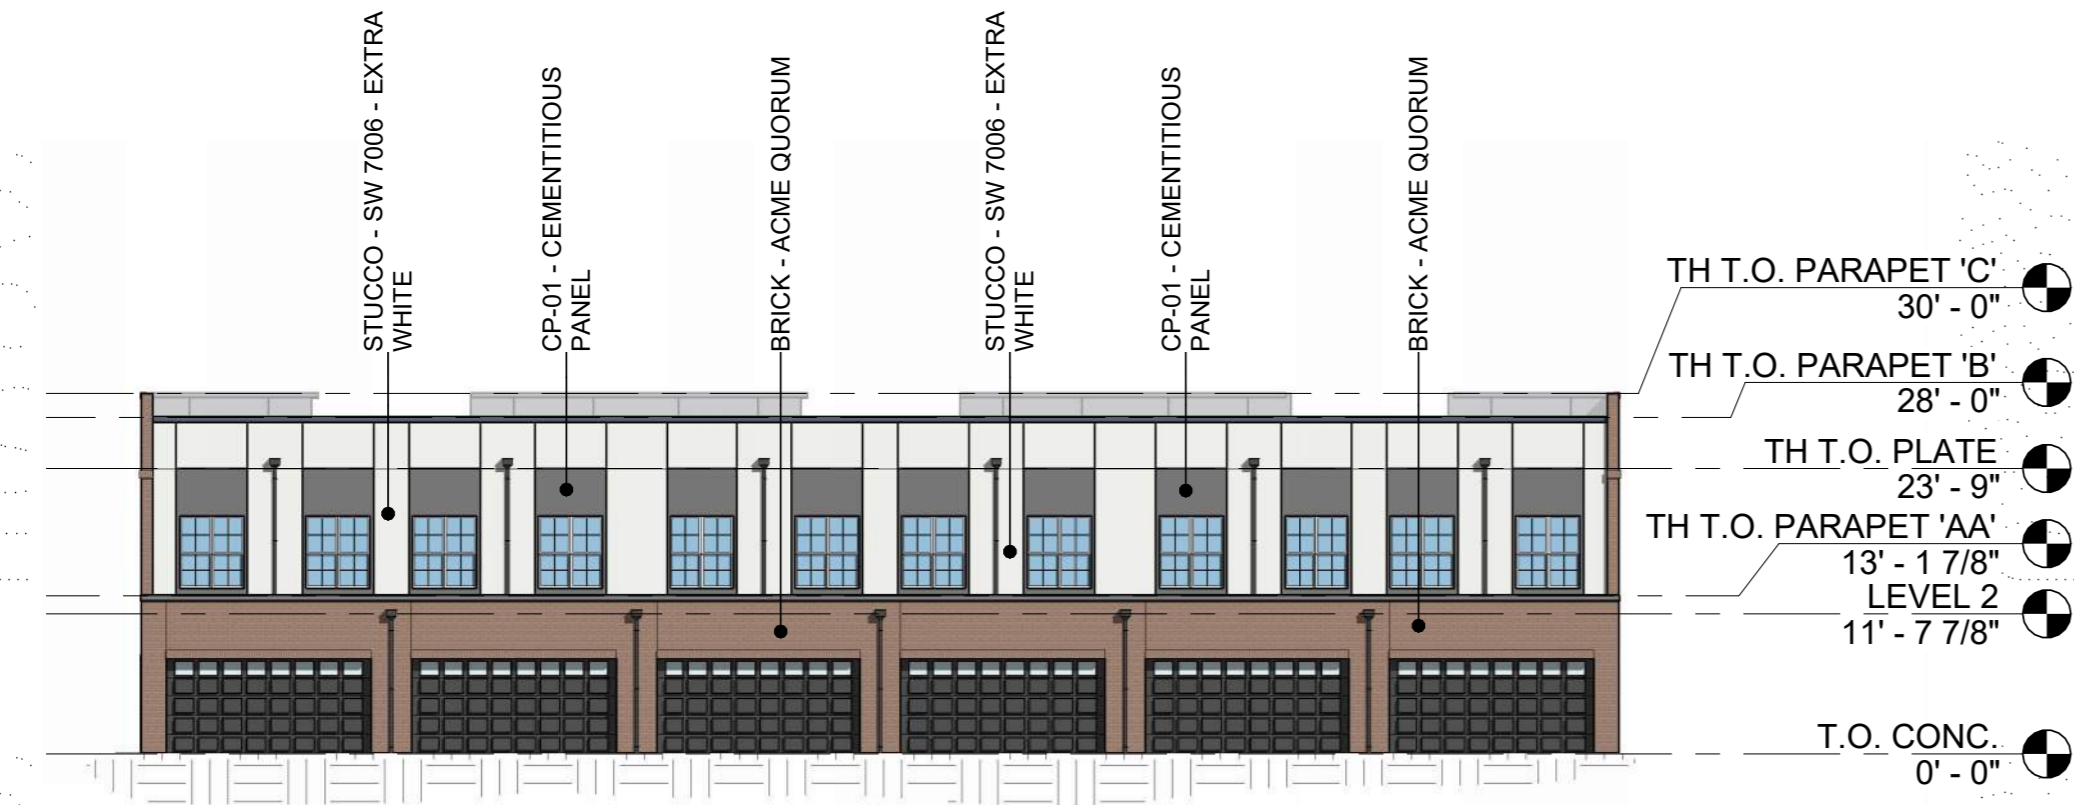 STUCCO - SW 7006 - EXTRA
WHITE
CP-01 - CEMENTITIOUS
PANEL
BRICK - ACME QUORUM
STUCCO - SW 7006 - EXTRA
WHITE
CP-01 - CEMENTITIOUS
PANEL
BRICK - ACME QUORUM
TH T.O. PARAPET 'C'
30' - 0"
TH T.O. PARAPET 'B'
28' - 0"
TH T.O. PLATE
23' - 9"
TH T.O. PARAPET 'AA'
13' - 1 7/8"
LEVEL 2
11' - 7 7/8"
T.O. CONC.
0' - 0"